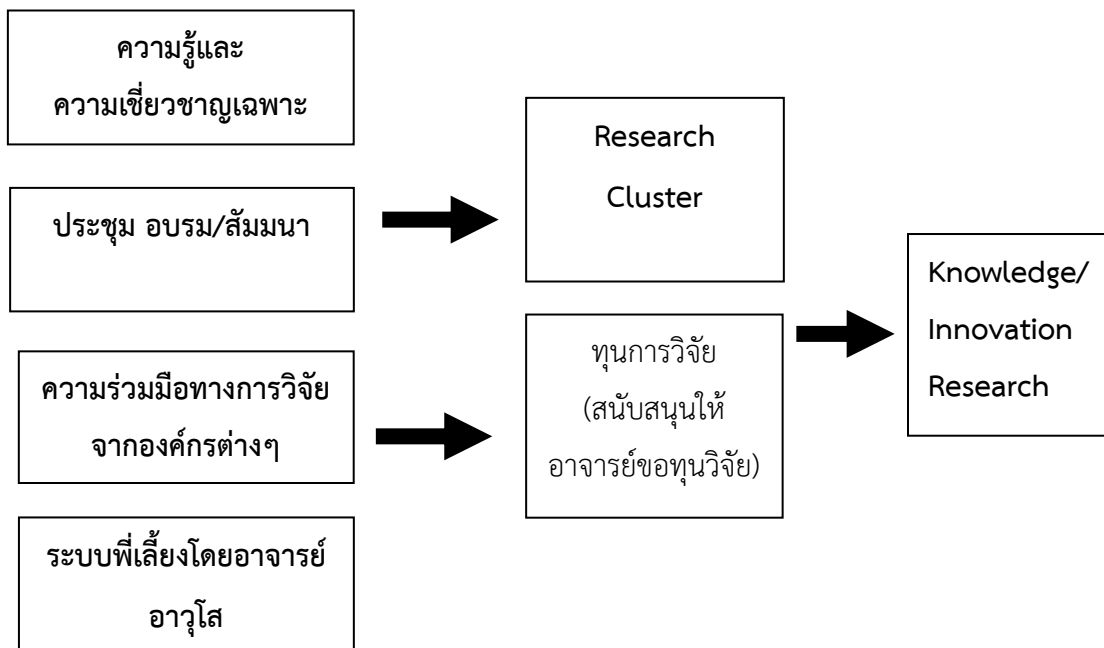 ความรู้และ
ความเชี่ยวชาญเฉพาะ
ประชุม อบรม/สัมมนา
ความร่วมมือทางการวิจัย
จากองค์กรต่างๆ
ระบบพี่เลี้ยงโดยอาจารย์
อาวุโส
Research
Cluster
ทุนการวิจัย
(สนับสนุนให้
อาจารย์ขอทุนวิจัย)
Knowledge/
Innovation
Research